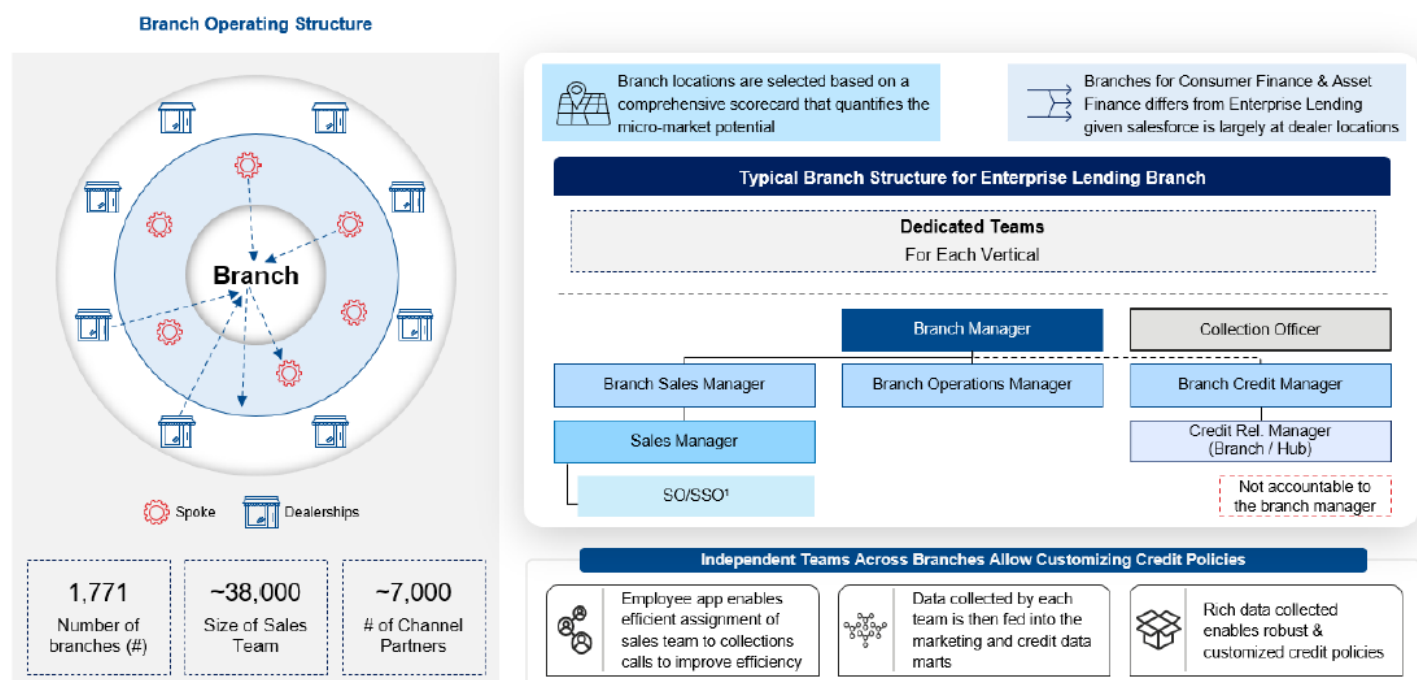 Branch Operating Structure
Branch
Spoke
Dealerships
1,771
Number of
branches (#)
~38,000
Size of Sales
Team
~7,000
# of Channel
Partners
Branch locations are selected based on a
comprehensive scorecard that quantifies the
micro-market potential
Branches for Consumer Finance & Asset
Finance differs from Enterprise Lending
given salesforce is largely at dealer locations
Typical Branch Structure for Enterprise Lending Branch
Dedicated Teams
For Each Vertical
Branch Manager
Collection Officer
Branch Sales Manager
Branch Operations Manager
Branch Credit Manager
Sales Manager
Credit Rel. Manager
(Branch / Hub)
SO/SSO¹
Not accountable to
the branch manager
Independent Teams Across Branches Allow Customizing Credit Policies
Employee app enables
efficient assignment of
sales team to collections
calls to improve efficiency
Data collected by each
team is then fed into the
marketing and credit data
marts
Rich data collected
enables robust &
customized credit policies